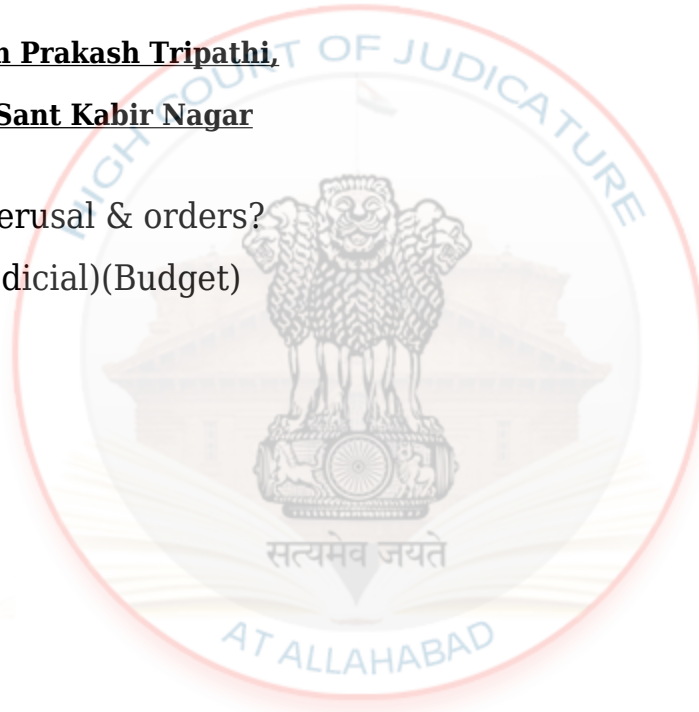 n Prakash Tripathi,
Sant Kabir Nagar
erusal & orders?
dicial)(Budget)
HIGH COURT OF JUDICATURE
सत्यमेव जयते
AT ALLAHABAD